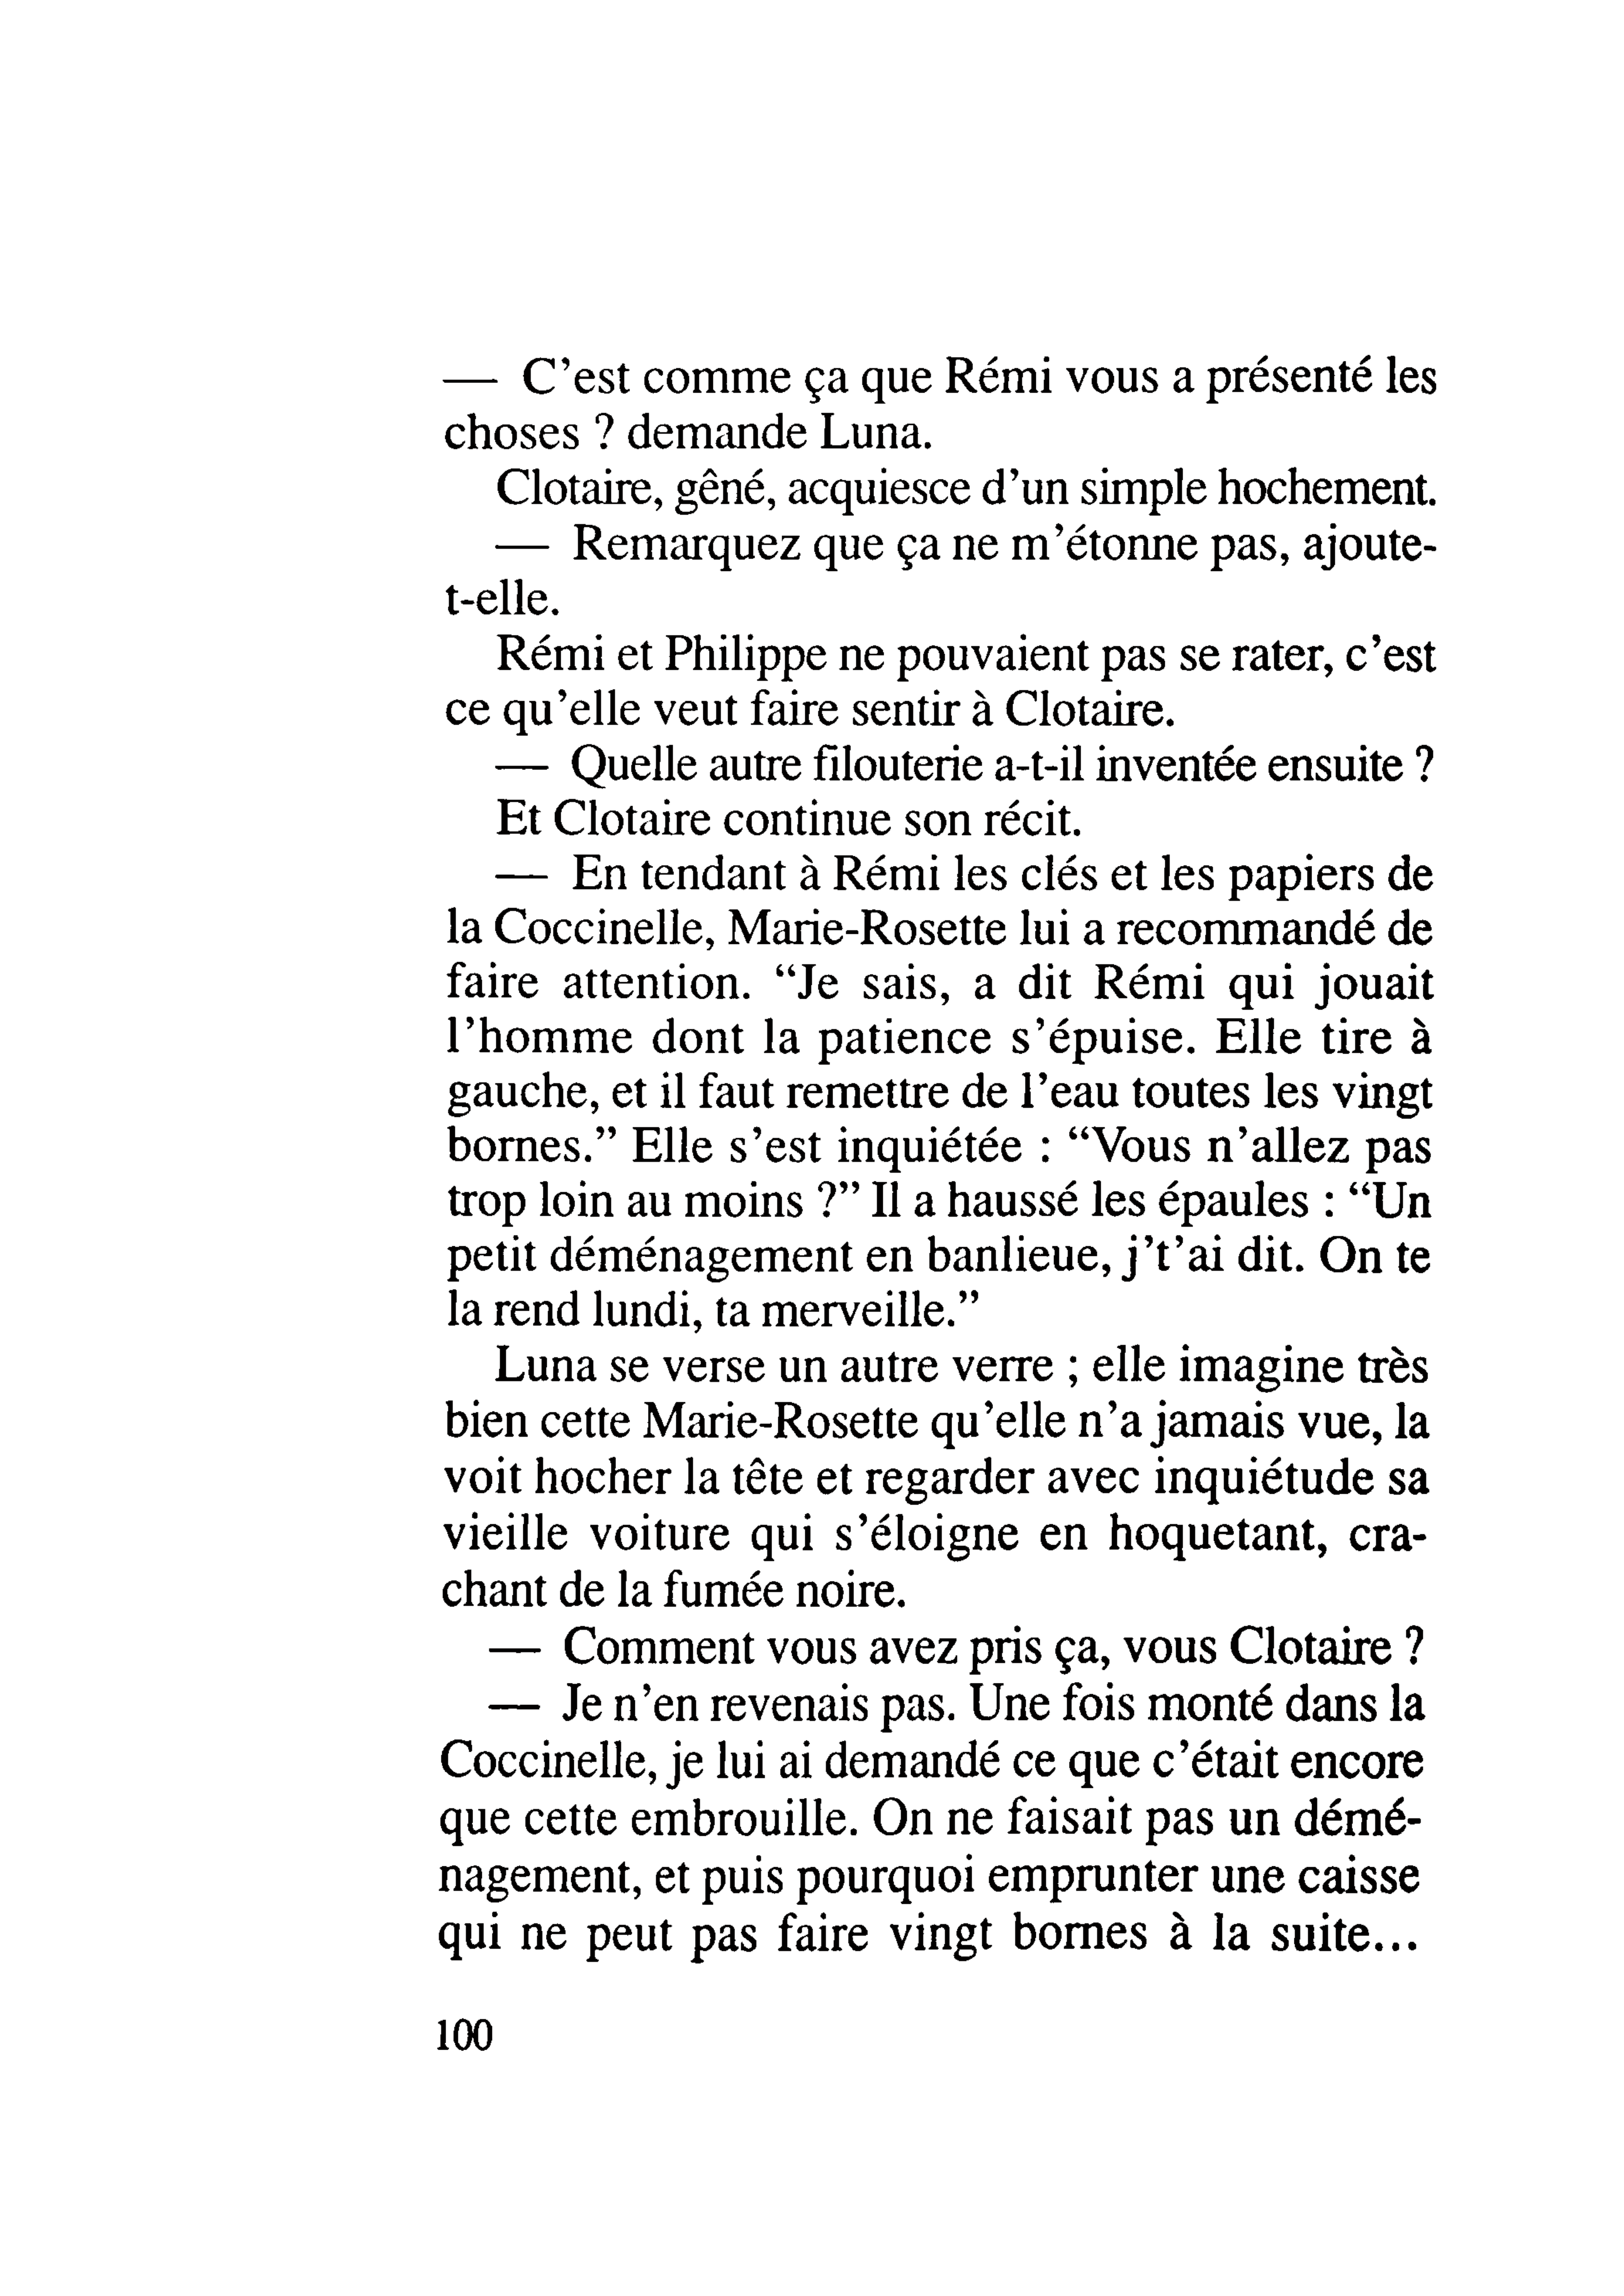 — C’est comme ça que Rémi vous a présenté les
choses ? demande Luna.
Clotaire, gêné, acquiesce d’un simple hochement.
— Remarquez que ça ne m’étonne pas, ajoute-
t-elle.
Rémi et Philippe ne pouvaient pas se rater, c’est
ce qu’elle veut faire sentir à Clotaire.
— Quelle autre filouterie a-t-il inventée ensuite ?
Et Clotaire continue son récit.
— En tendant à Rémi les clés et les papiers de
la Coccinelle, Marie-Rosette lui a recommandé de
faire attention. “Je sais, a dit Rémi qui jouait
l’homme dont la patience s’épuise. Elle tire à
gauche, et il faut remettre de l’eau toutes les vingt
bornes.” Elle s’est inquiétée : “Vous n’allez pas
trop loin au moins ?” Il a haussé les épaules : “Un
petit déménagement en banlieue, j’t’ai dit. On te
la rend lundi, ta merveille.”
Luna se verse un autre verre ; elle imagine très
bien cette Marie-Rosette qu’elle n’a jamais vue, la
voit hocher la tête et regarder avec inquiétude sa
vieille voiture qui s’éloigne en hoquetant, cra-
chant de la fumée noire.
— Comment vous avez pris ça, vous Clotaire ?
— Je n’en revenais pas. Une fois monté dans la
Coccinelle, je lui ai demandé ce que c’était encore
que cette embrouille. On ne faisait pas un démé-
nagement, et puis pourquoi emprunter une caisse
qui ne peut pas faire vingt bornes à la suite...
100